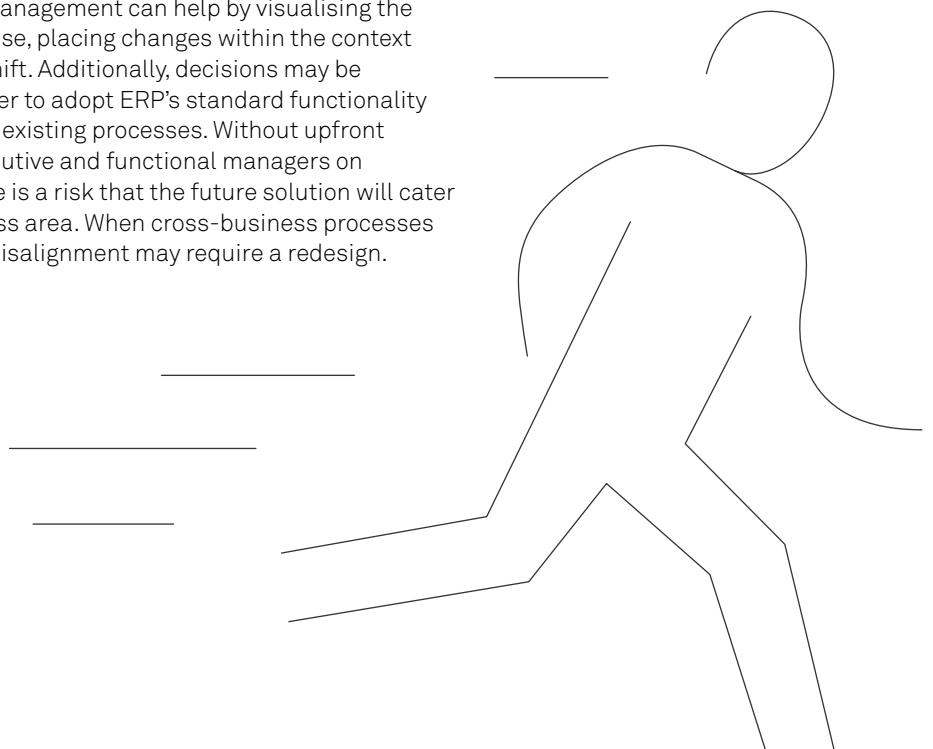 anagement can help by visualising the
se, placing changes within the context
ift. Additionally, decisions may be
er to adopt ERP's standard functionality
existing processes. Without upfront
utive and functional managers on
e is a risk that the future solution will cater
ss area. When cross-business processes
isalignment may require a redesign.